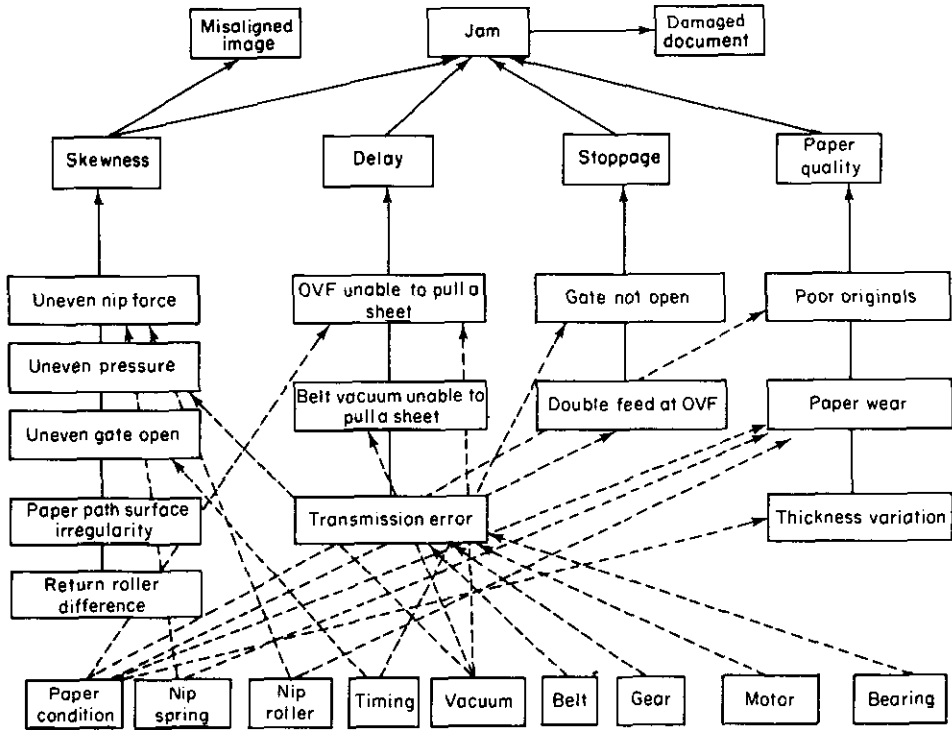 Misaligned
image
Jam
Damaged
document
Skewness
Delay
Stoppage
Paper
quality
Uneven nip force
OVF unable to pull a
sheet
Gate not open
Poor originals
Uneven pressure
Belt vacuum unable to
pull a sheet
Double feed at OVF
Paper wear
Uneven gate open
Paper path surface
irregularity
Transmission error
Thickness variation
Return roller
difference
Paper
condition
Nip
spring
Nip
roller
Timing
Vacuum
Belt
Gear
Motor
Bearing